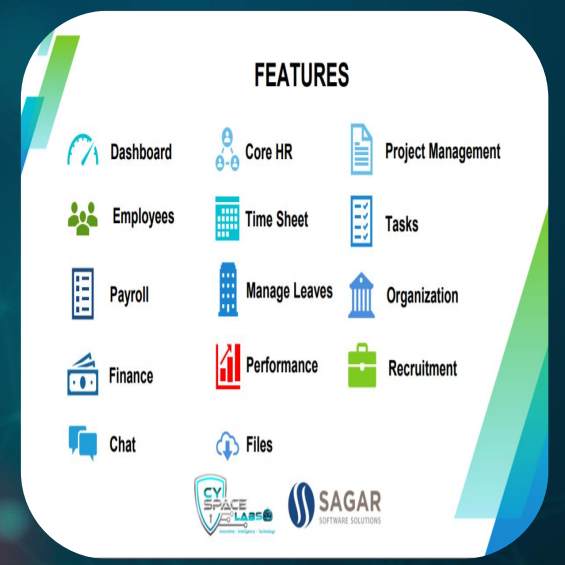 FEATURES
Dashboard
Core HR
Project Management
Employees
Time Sheet
Tasks
Payroll
Manage Leaves
Organization
Finance
Performance
Recruitment
Chat
Files
CY
SPACE
LABS
SAGAR
SOFTWARE SOLUTIONS